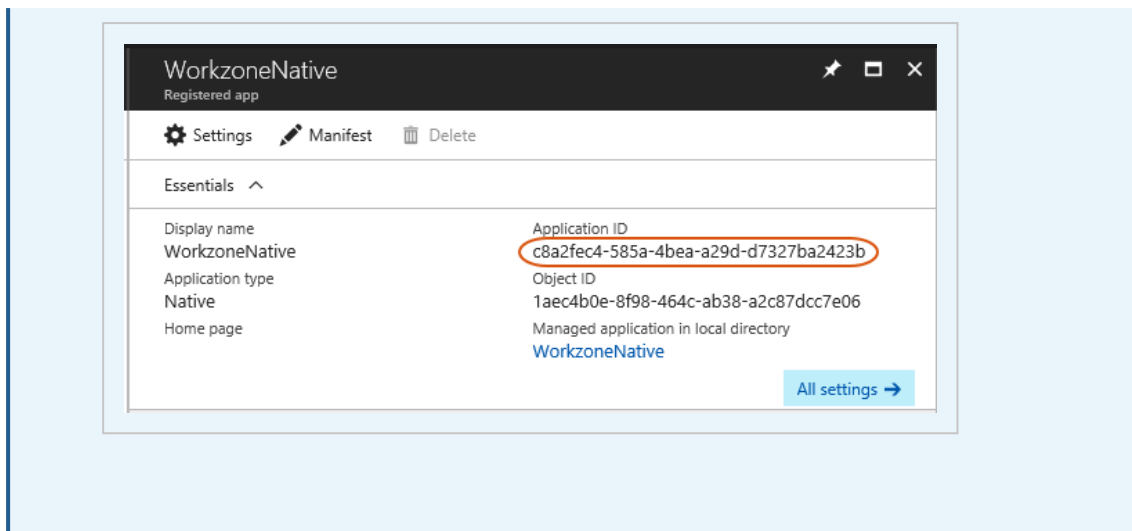 WorkzoneNative
Registered app
Settings Manifest Delete
Essentials
Display name
WorkzoneNative
Application type
Native
Home page
Application ID
c8a2fec4-585a-4bea-a29d-d7327ba2423b
Object ID
1aec4b0e-8f98-464c-ab38-a2c87dcc7e06
Managed application in local directory
WorkzoneNative
All settings →